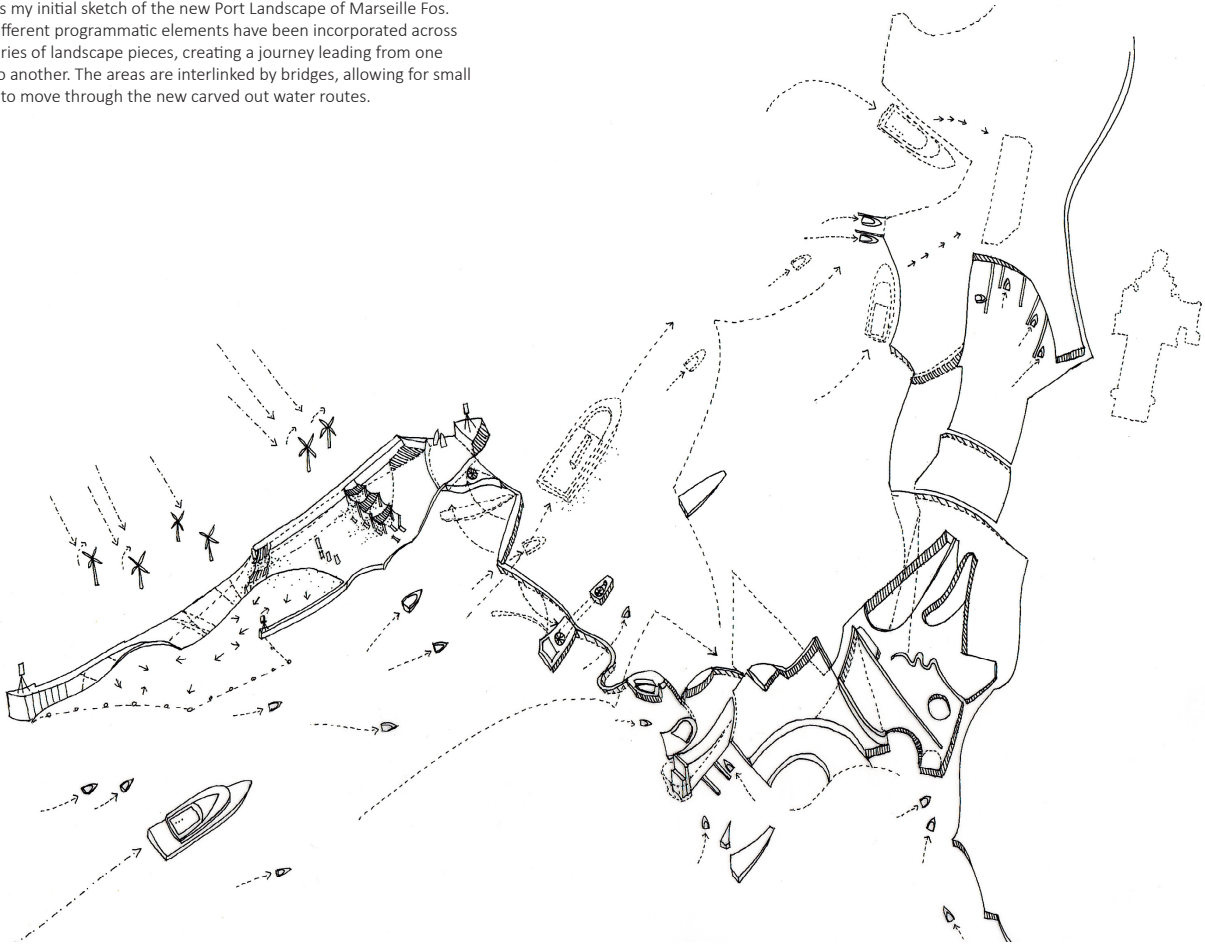 s my initial sketch of the new Port Landscape of Marseille Fos.
fferent programmatic elements have been incorporated across
ries of landscape pieces, creating a journey leading from one
o another. The areas are interlinked by bridges, allowing for small
to move through the new carved out water routes.